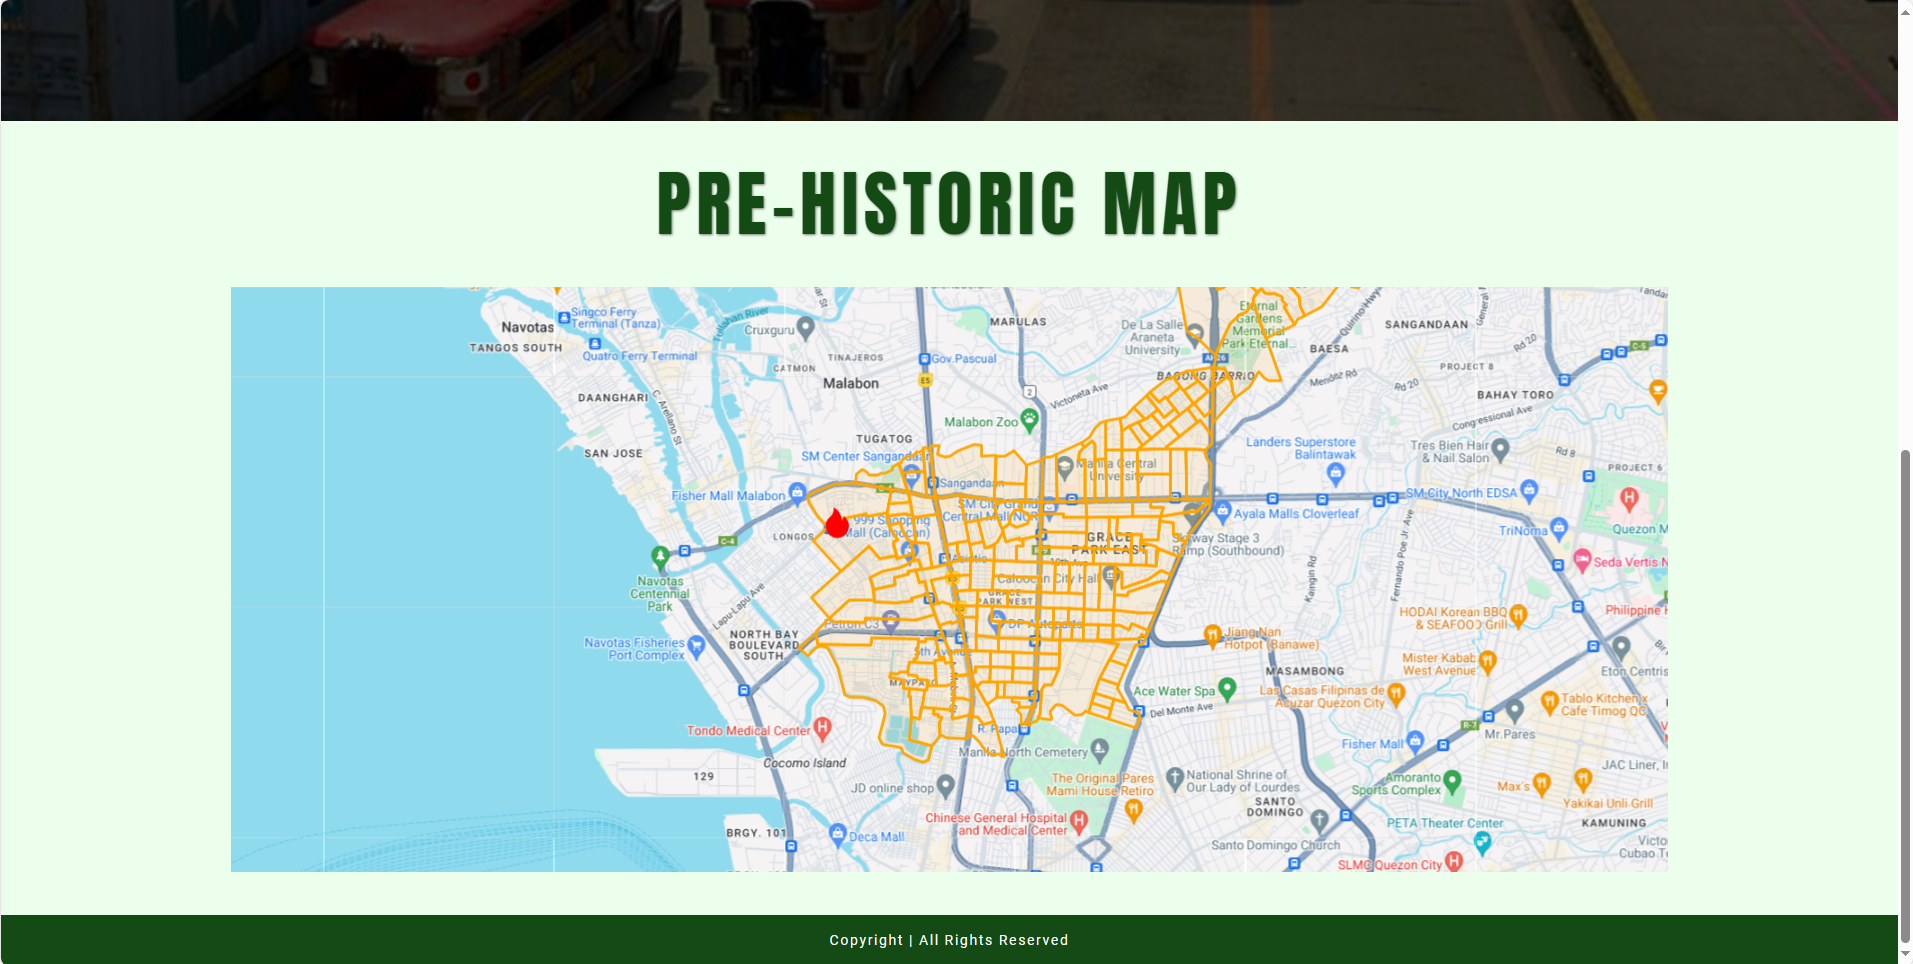 PRE-HISTORIC MAP
Singco Ferry
Terminal (Tanza)
Navotas
TANGOS SOUTH
Quatro Ferry Terminal
Tullahan River
Cruxguru
TINAJEROS
CATMON
Malabon
Gov.Pascual
E5
MARULAS
2
De La Salle
Araneta
University
Eternal
Gardens
Memorial
Park Eternal...
AH26
BAGONG BARRIO
Victoneta Ave
Quirino Hwy
BAESA
SANGANDAAN
Mendez Rd
Rd 20
Rd 20
PROJECT 8
C-5
BAHAY TORO
Congressional Ave
DAANGHARI
C. Arellano St
SAN JOSE
TUGATOG
Malabon Zoo
SM Center Sangandaan
Sangandaan
Manila Central
University
Landers Superstore
Balintawak
Tres Bien Hair
& Nail Salon
Rd 8
PROJECT 6
Fisher Mall Malabon
SM City Grand
Central Mall NCR
SM City North EDSA
Ayala Malls Cloverleaf
TriNoma
Quezon M
LONGOS
999 Shopping
Mall (Caloocan)
C-4
GRACE
PARK EAST
Skyway Stage 3
Ramp (Southbound)
Seda Vertis N
Navotas
Centennial
Park
Lapu-Lapu Ave
10th Ave
Caloocan City Hall
GRACE
PARK WEST
Kaingin Rd
Fernando Poe Jr. Ave
HODAI Korean BBQ
& SEAFOOD Grill
Philippine H
Petron C3
DP Autoparts
NORTH BAY
BOULEVARD
SOUTH
Navotas Fisheries
Port Complex
5th Avenue
Jiang Nan
Hotpot (Banawe)
Eton Centris
MASAMBONG
Mister Kabab
West Avenue
MAYPAJO
Ace Water Spa
Las Casas Filipinas de
Acuzar Quezon City
Tablo Kitchen x
Cafe Timog QC
Del Monte Ave
R-7
Mr.Pares
Tondo Medical Center
R. Papa
Fisher Mall
Manila North Cemetery
Cocomo Island
129
JD online shop
The Original Pares
Mami House Retiro
National Shrine of
Our Lady of Lourdes
Amoranto
Sports Complex
Max's
JAC Liner, I
Yakikai Unli Grill
SANTO
DOMINGO
Chinese General Hospital
and Medical Center
PETA Theater Center
KAMUNING
BRGY. 101
Deca Mall
Santo Domingo Church
SLMC Quezon City
Victo
Cubao T
Copyright | All Rights Reserved